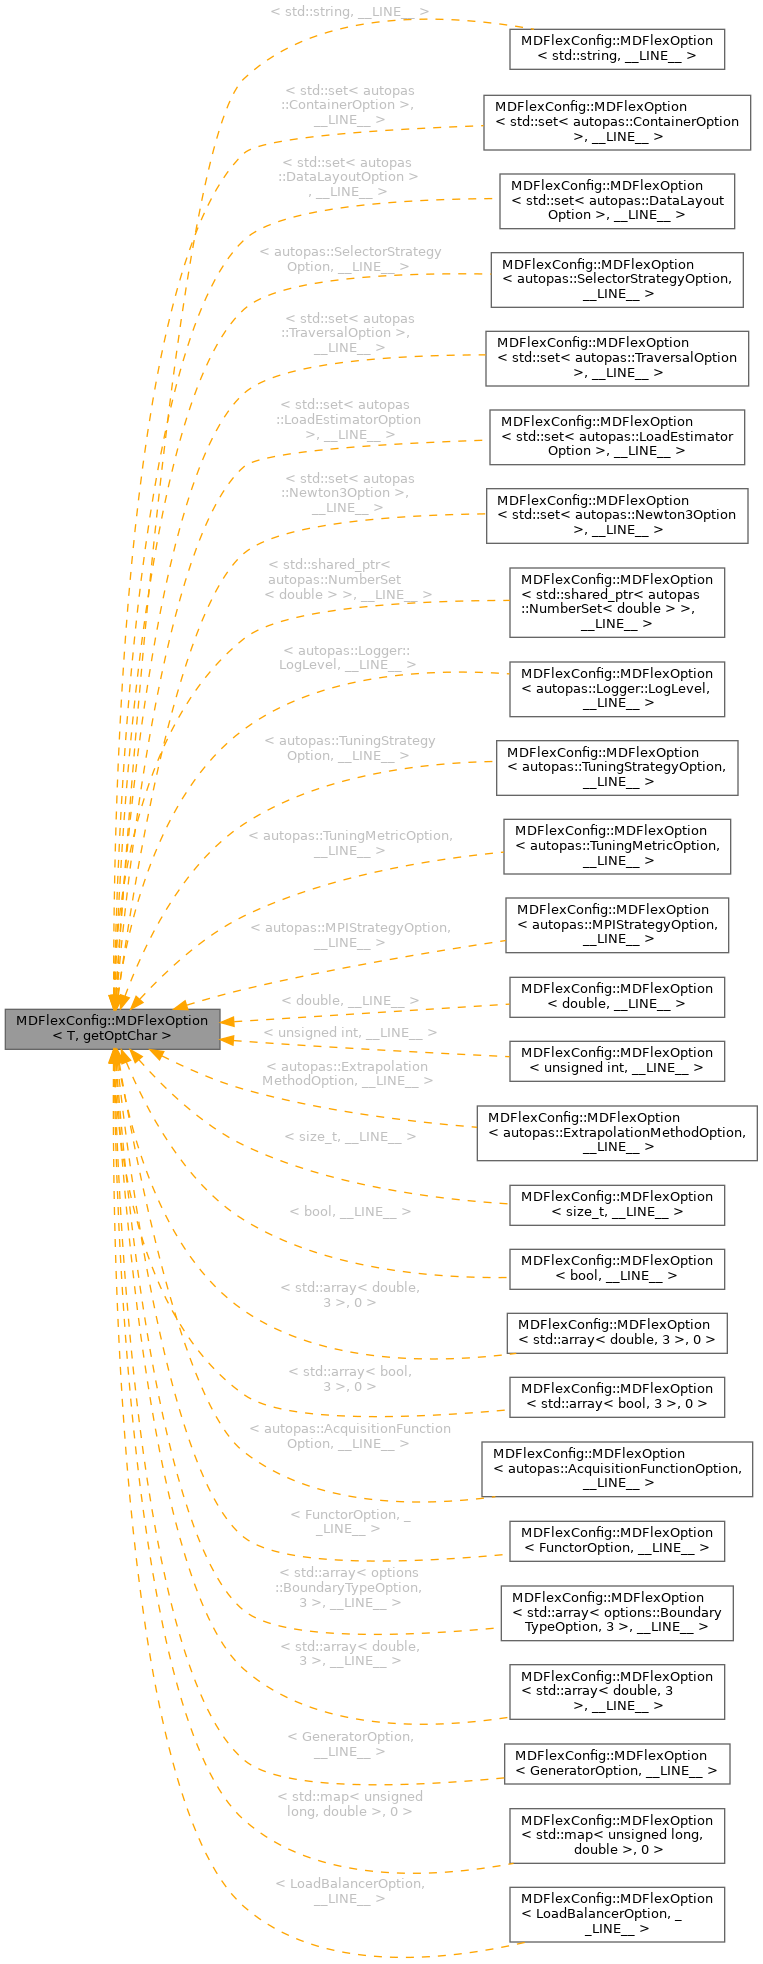 < std::string, __LINE__ >
MDFlexConfig::MDFlexOption
< std::string, __LINE__ >
< std::set< autopas
::ContainerOption >,
__LINE__ >
MDFlexConfig::MDFlexOption
< std::set< autopas::ContainerOption
>, __LINE__ >
< std::set< autopas
::DataLayoutOption >
, __LINE__ >
MDFlexConfig::MDFlexOption
< std::set< autopas::DataLayout
Option >, __LINE__ >
< autopas::SelectorStrategy
Option, __LINE__ >
MDFlexConfig::MDFlexOption
< autopas::SelectorStrategyOption,
__LINE__ >
< std::set< autopas
::TraversalOption >,
__LINE__ >
MDFlexConfig::MDFlexOption
< std::set< autopas::TraversalOption
>, __LINE__ >
< std::set< autopas
::LoadEstimatorOption
>, __LINE__ >
MDFlexConfig::MDFlexOption
< std::set< autopas::LoadEstimator
Option >, __LINE__ >
< std::set< autopas
::Newton3Option >,
__LINE__ >
MDFlexConfig::MDFlexOption
< std::set< autopas::Newton3Option
>, __LINE__ >
< std::shared_ptr<
autopas::NumberSet
< double > >, __LINE__ >
MDFlexConfig::MDFlexOption
< std::shared_ptr< autopas
::NumberSet< double > >,
__LINE__ >
< autopas::Logger::
LogLevel, __LINE__ >
MDFlexConfig::MDFlexOption
< autopas::Logger::LogLevel,
__LINE__ >
< autopas::TuningStrategy
Option, __LINE__ >
MDFlexConfig::MDFlexOption
< autopas::TuningStrategyOption,
__LINE__ >
< autopas::TuningMetricOption,
__LINE__ >
MDFlexConfig::MDFlexOption
< autopas::TuningMetricOption,
__LINE__ >
< autopas::MPIStrategyOption,
__LINE__ >
MDFlexConfig::MDFlexOption
< autopas::MPIStrategyOption,
__LINE__ >
MDFlexConfig::MDFlexOption
< T, getOptChar >
< double, __LINE__ >
MDFlexConfig::MDFlexOption
< double, __LINE__ >
< unsigned int, __LINE__ >
MDFlexConfig::MDFlexOption
< unsigned int, __LINE__ >
< autopas::Extrapolation
MethodOption, __LINE__ >
MDFlexConfig::MDFlexOption
< autopas::ExtrapolationMethodOption,
__LINE__ >
< size_t, __LINE__ >
MDFlexConfig::MDFlexOption
< size_t, __LINE__ >
< bool, __LINE__ >
MDFlexConfig::MDFlexOption
< bool, __LINE__ >
< std::array< double,
3 >, 0 >
MDFlexConfig::MDFlexOption
< std::array< double, 3 >, 0 >
< std::array< bool,
3 >, 0 >
MDFlexConfig::MDFlexOption
< std::array< bool, 3 >, 0 >
< autopas::AcquisitionFunction
Option, __LINE__ >
MDFlexConfig::MDFlexOption
< autopas::AcquisitionFunctionOption,
__LINE__ >
< FunctorOption, _
_LINE__ >
MDFlexConfig::MDFlexOption
< FunctorOption, __LINE__ >
< std::array< options
::BoundaryTypeOption,
3 >, __LINE__ >
MDFlexConfig::MDFlexOption
< std::array< options::Boundary
TypeOption, 3 >, __LINE__ >
< std::array< double,
3 >, __LINE__ >
MDFlexConfig::MDFlexOption
< std::array< double, 3
>, __LINE__ >
< GeneratorOption,
__LINE__ >
MDFlexConfig::MDFlexOption
< GeneratorOption, __LINE__ >
< std::map< unsigned
long, double >, 0 >
MDFlexConfig::MDFlexOption
< std::map< unsigned long,
double >, 0 >
< LoadBalancerOption,
__LINE__ >
MDFlexConfig::MDFlexOption
< LoadBalancerOption, _
_LINE__ >